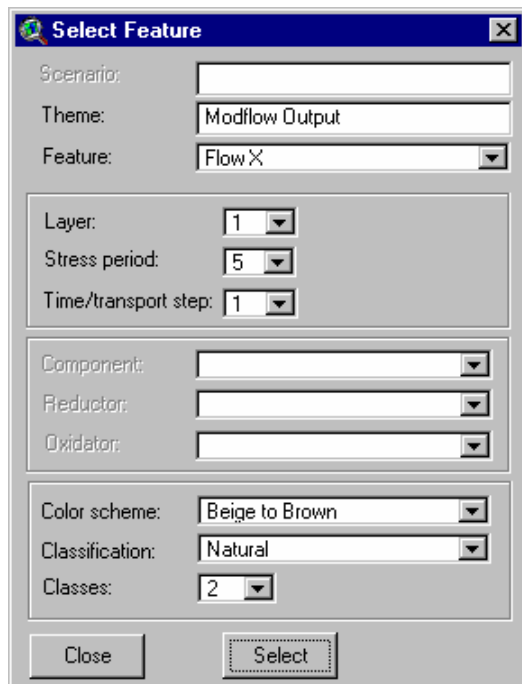 Select Feature
Scenario:
Theme: Modflow Output
Feature: Flow X
Layer: 1
Stress period: 5
Time/transport step: 1
Component:
Reductor:
Oxidator:
Color scheme: Beige to Brown
Classification: Natural
Classes: 2
Close Select